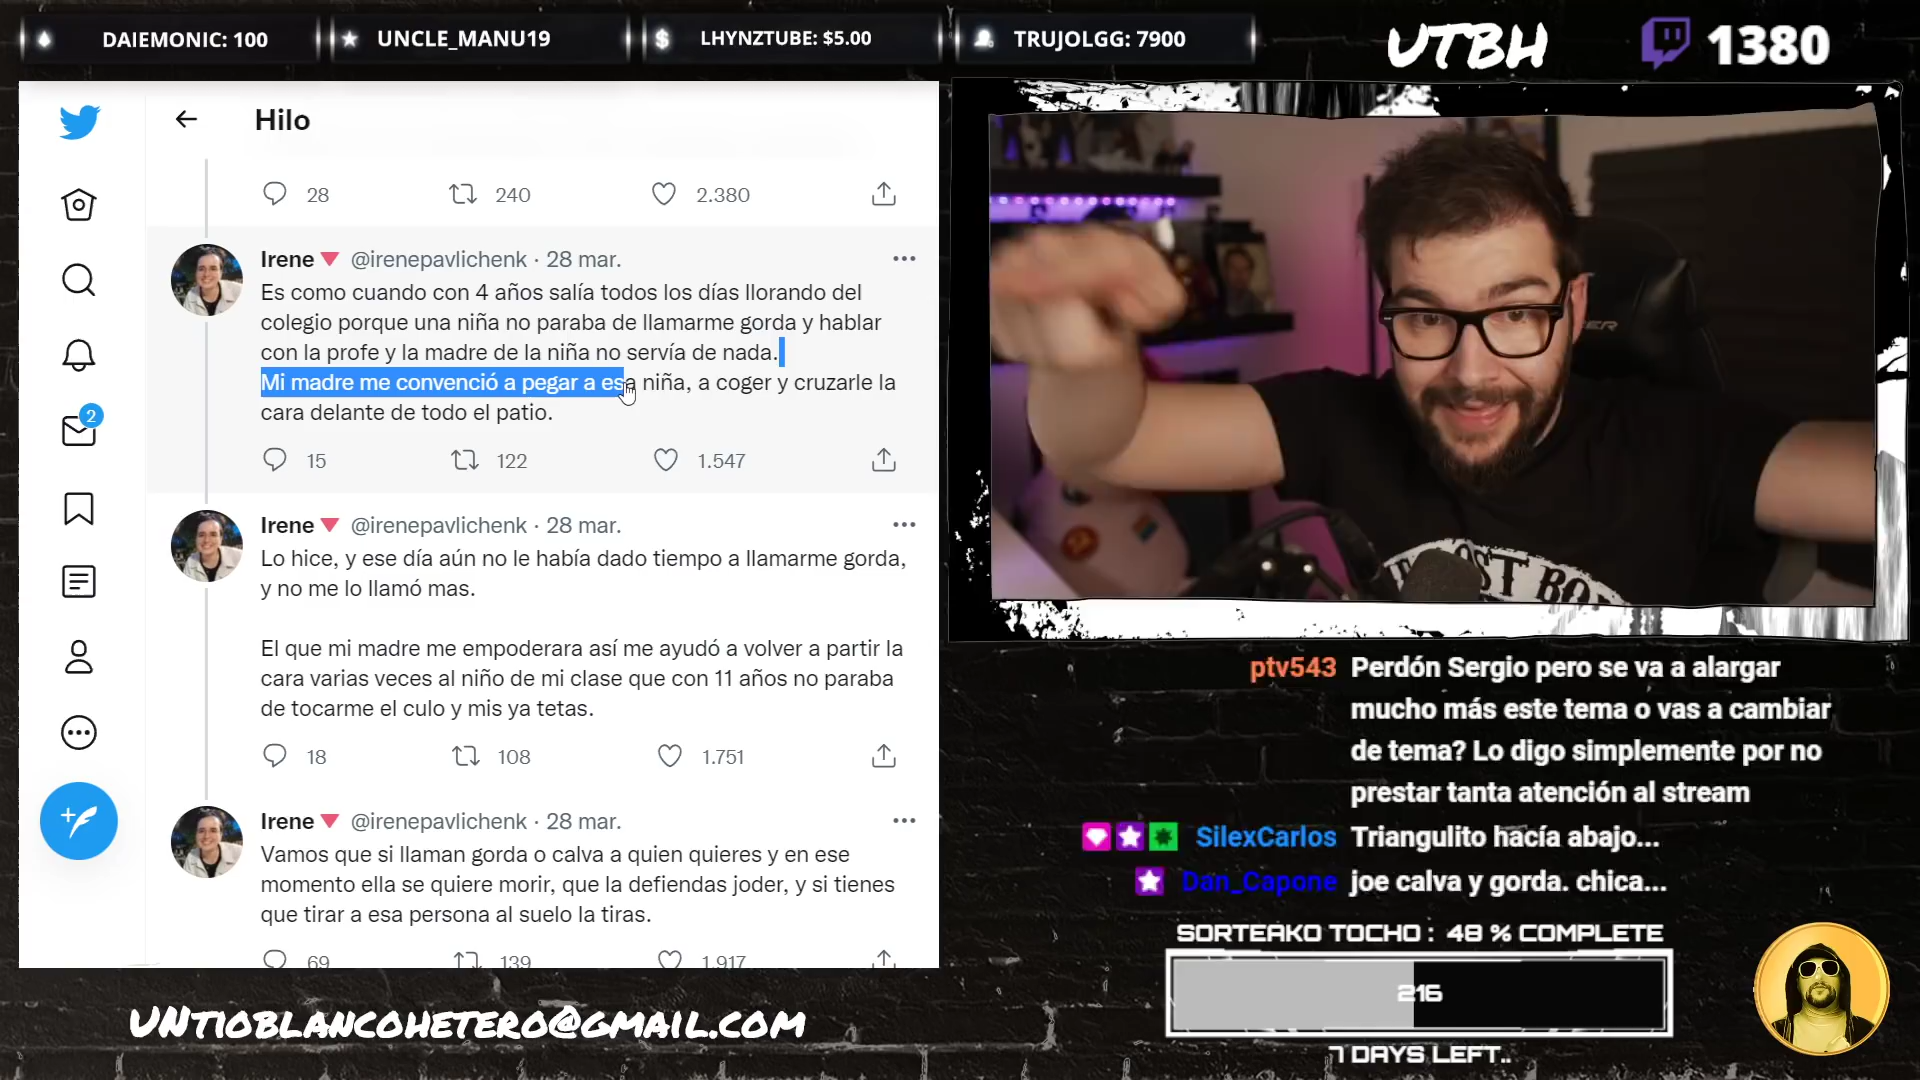 DAIEMONIC: 100
UNCLE_MANU19
LHYNZTUBE: $5.00
TRUJOLGG: 7900
UTBH
1380
Hilo
28 240 2.380
Irene @irenepavlichenk · 28 mar.
Es como cuando con 4 años salía todos los días llorando del
colegio porque una niña no paraba de llamarme gorda y hablar
con la profe y la madre de la niña no servía de nada.
Mi madre me convenció a pegar a esa niña, a coger y cruzarle la
cara delante de todo el patio.
15 122 1.547
Irene @irenepavlichenk · 28 mar.
Lo hice, y ese día aún no le había dado tiempo a llamarme gorda,
y no me lo llamó mas.
El que mi madre me empoderara así me ayudó a volver a partir la
cara varias veces al niño de mi clase que con 11 años no paraba
de tocarme el culo y mis ya tetas.
18 108 1.751
Irene @irenepavlichenk · 28 mar.
Vamos que si llaman gorda o calva a quien quieres y en ese
momento ella se quiere morir, que la defiendas joder, y si tienes
que tirar a esa persona al suelo la tiras.
69 139 1.917
2
ptv543 Perdón Sergio pero se va a alargar
mucho más este tema o vas a cambiar
de tema? Lo digo simplemente por no
prestar tanta atención al stream
SilexCarlos Triangulito hacía abajo...
Dan_Capone joe calva y gorda. chica...
SORTEAKO TOCHO : 48 % COMPLETE
216
7 DAYS LEFT..
UNTIOBLANCOHETERO@GMAIL.COM